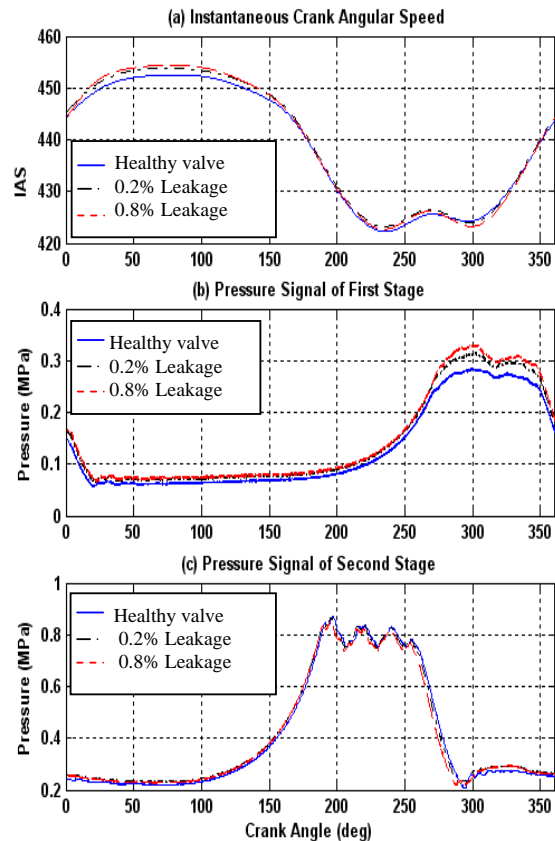 (a) Instantaneous Crank Angular Speed
460
450
440
430
420
IAS
Healthy valve
0.2% Leakage
0.8% Leakage
0 50 100 150 200 250 300 350
(b) Pressure Signal of First Stage
0.4
0.3
0.2
0.1
0
Pressure (MPa)
Healthy valve
0.2% Leakage
0.8% Leakage
0 50 100 150 200 250 300 350
(c) Pressure Signal of Second Stage
1
0.8
0.6
0.4
0.2
Pressure (MPa)
Healthy valve
0.2% Leakage
0.8% Leakage
0 50 100 150 200 250 300 350
Crank Angle (deg)